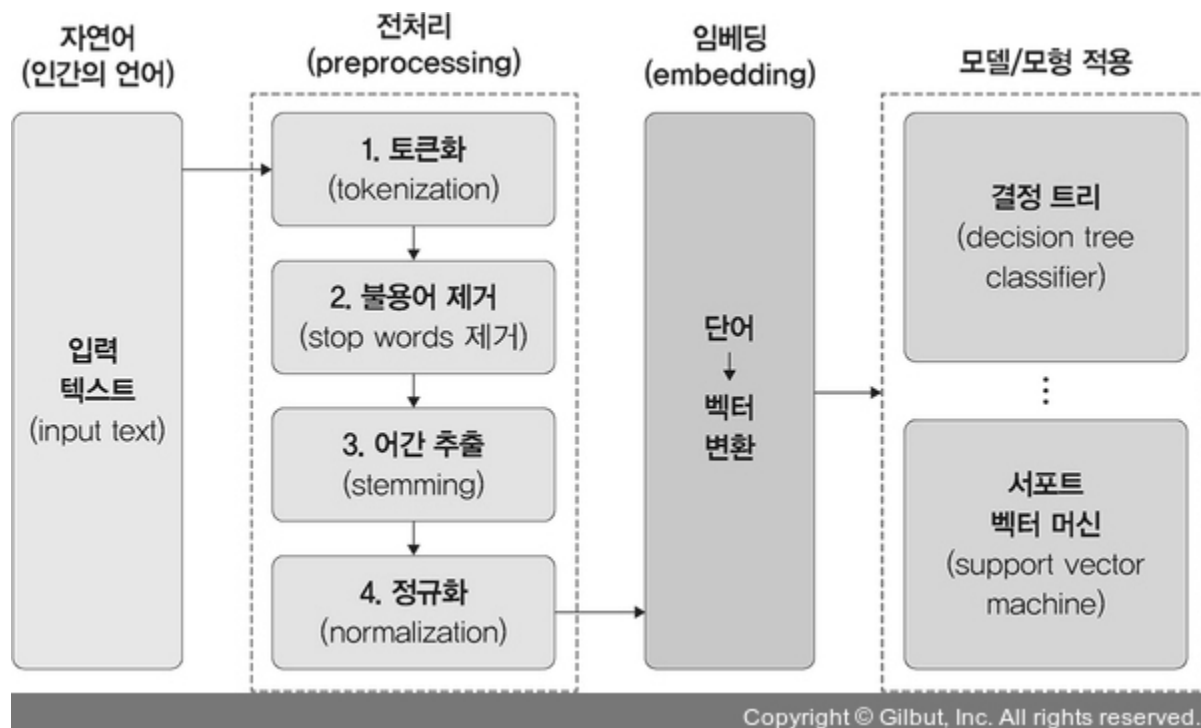 자연어
(인간의 언어)
입력
텍스트
(input text)
전처리
(preprocessing)
1. 토큰화
(tokenization)
2. 불용어 제거
(stop words 제거)
3. 어간 추출
(stemming)
4. 정규화
(normalization)
임베딩
(embedding)
단어
벡터
변환
모델/모형 적용
결정 트리
(decision tree
classifier)
서포트
벡터 머신
(support vector
machine)
Copyright © Gilbut, Inc. All rights reserved